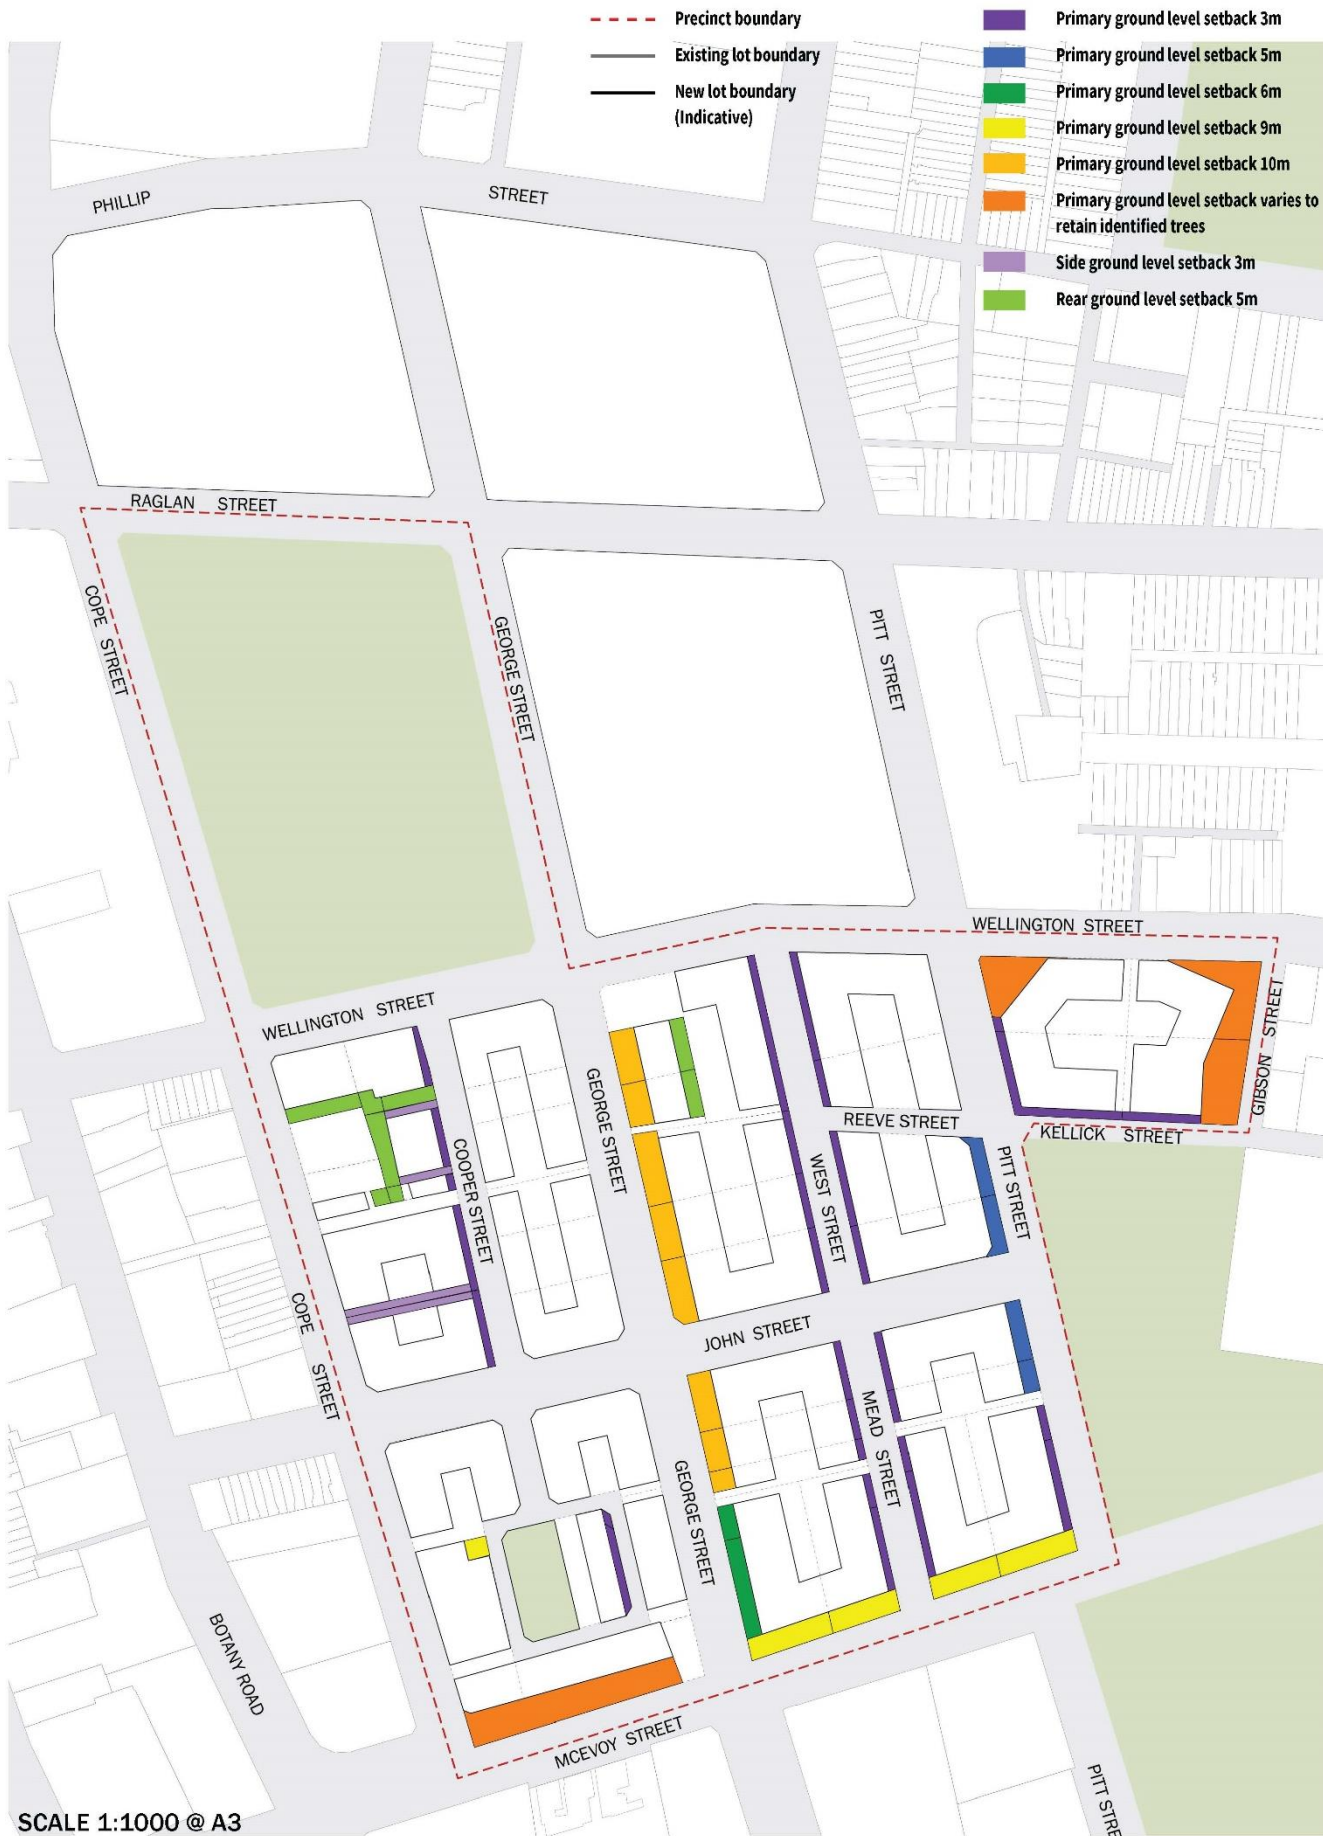 Precinct boundary
Existing lot boundary
New lot boundary
(Indicative)
Primary ground level setback 3m
Primary ground level setback 5m
Primary ground level setback 6m
Primary ground level setback 9m
Primary ground level setback 10m
Primary ground level setback varies to
retain identified trees
Side ground level setback 3m
Rear ground level setback 5m
PHILLIP STREET
RAGLAN STREET
COPE STREET
GEORGE STREET
PITT STREET
WELLINGTON STREET
WELLINGTON STREET
GIBSON STREET
GEORGE STREET
REEVE STREET
KELLICK STREET
COOPER STREET
WEST STREET
PITT STREET
COPE STREET
JOHN STREET
MEAD STREET
GEORGE STREET
BOTANY ROAD
MCEVOY STREET
PITT STRE
SCALE 1:1000 @ A3